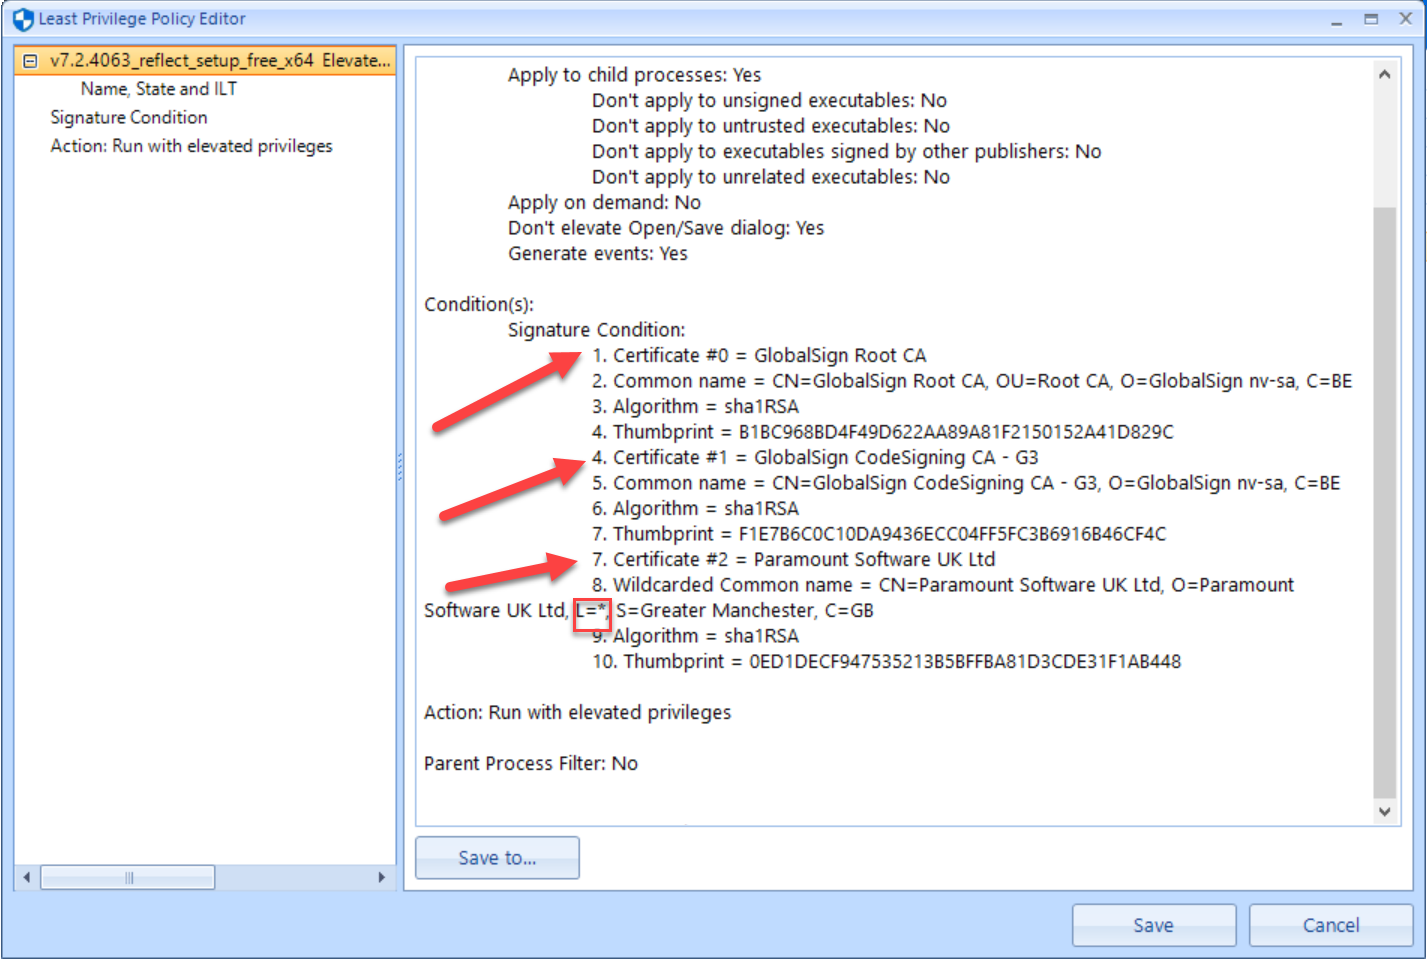 Least Privilege Policy Editor
v7.2.4063_reflect_setup_free_x64 Elevate...
Name, State and ILT
Signature Condition
Action: Run with elevated privileges
Apply to child processes: Yes
Don't apply to unsigned executables: No
Don't apply to untrusted executables: No
Don't apply to executables signed by other publishers: No
Don't apply to unrelated executables: No
Apply on demand: No
Don't elevate Open/Save dialog: Yes
Generate events: Yes
Condition(s):
Signature Condition:
1. Certificate #0 = GlobalSign Root CA
2. Common name = CN=GlobalSign Root CA, OU=Root CA, O=GlobalSign nv-sa, C=BE
3. Algorithm = sha1RSA
4. Thumbprint = B1BC968BD4F49D622AA89A81F2150152A41D829C
4. Certificate #1 = GlobalSign CodeSigning CA - G3
5. Common name = CN=GlobalSign CodeSigning CA - G3, O=GlobalSign nv-sa, C=BE
6. Algorithm = sha1RSA
7. Thumbprint = F1E7B6C0C10DA9436ECC04FF5FC3B6916B46CF4C
7. Certificate #2 = Paramount Software UK Ltd
8. Wildcarded Common name = CN=Paramount Software UK Ltd, O=Paramount
Software UK Ltd, L=*, S=Greater Manchester, C=GB
9. Algorithm = sha1RSA
10. Thumbprint = 0ED1DECF947535213B5BFFBA81D3CDE31F1AB448
Action: Run with elevated privileges
Parent Process Filter: No
Save to...
Save
Cancel